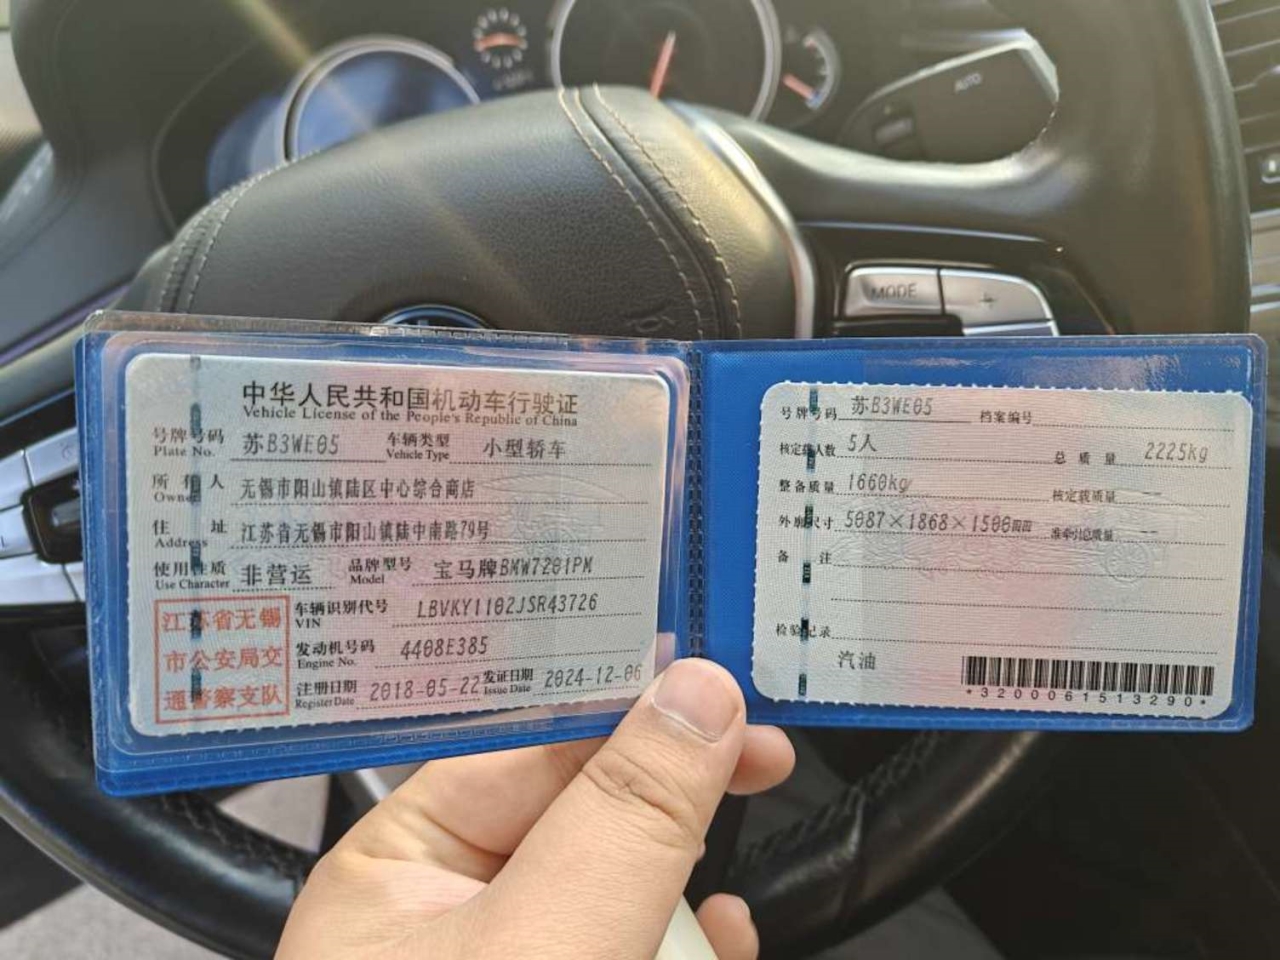 AUTO
MODE
+
中华人民共和国机动车行驶证
Vehicle License of the People's Republic of China
号牌号码 苏B3WE05 车辆类型 小型轿车
Plate No. Vehicle Type
所有人 无锡市阳山镇陆区中心综合商店
Owner
住址 江苏省无锡市阳山镇陆中南路79号
Address
使用性质 非营运 品牌型号 宝马牌BMW7201PM
Use Character Model
江苏省无锡
市公安局交
通警察支队
车辆识别代号 LBVKY1102JSR43726
VIN
发动机号码 4408E385
Engine No.
注册日期 2018-05-22 发证日期 2024-12-06
Register Date Issue Date
号牌号码 苏B3WE05 档案编号
核定载人数 5人 总质量 2225kg
整备质量 1660kg 核定载质量 --
外廓尺寸 5087×1868×1500 准牵引总质量 --
备注
检验记录
汽油
*3200061513290*